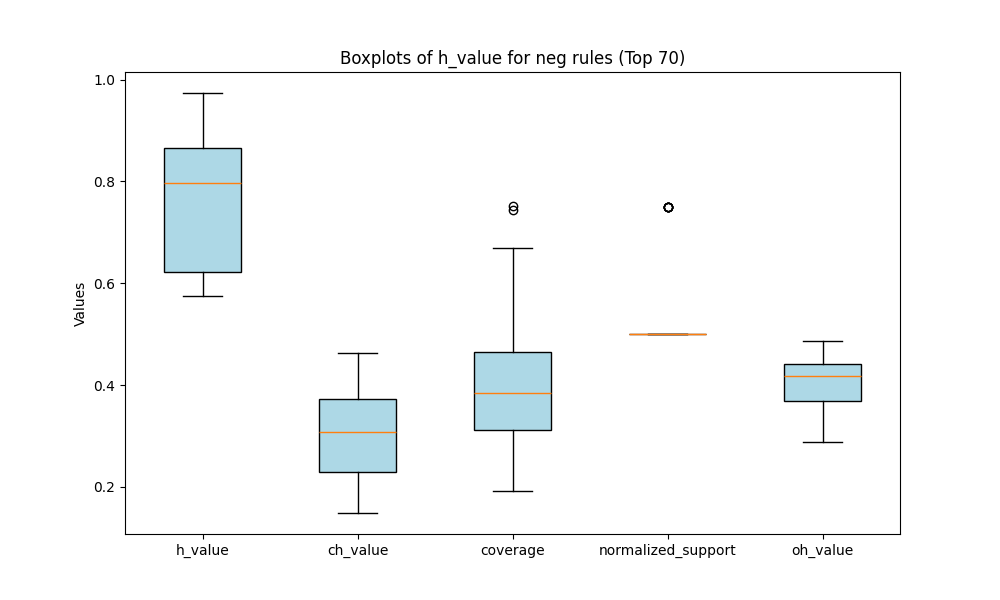 Boxplots of h_value for neg rules (Top 70)
Values
1.0
0.8
0.6
0.4
0.2
h_value
ch_value
coverage
normalized_support
oh_value